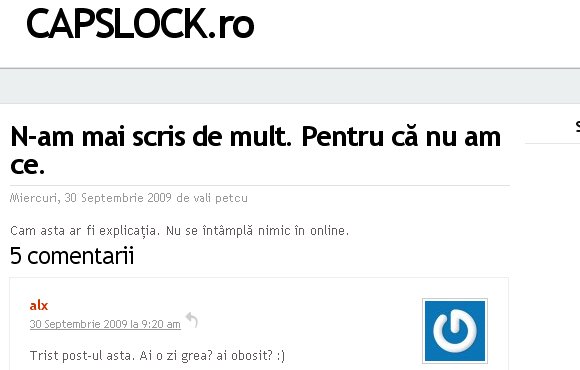 CAPSLOCK.ro
N-am mai scris de mult. Pentru că nu am
ce.
Miercuri, 30 Septembrie 2009 de vali petcu
Cam asta ar fi explicația. Nu se întâmplă nimic în online.
5 comentarii
alx
30 Septembrie 2009 la 9:20 am
Trist post-ul asta. Ai o zi grea? ai obosit? :)